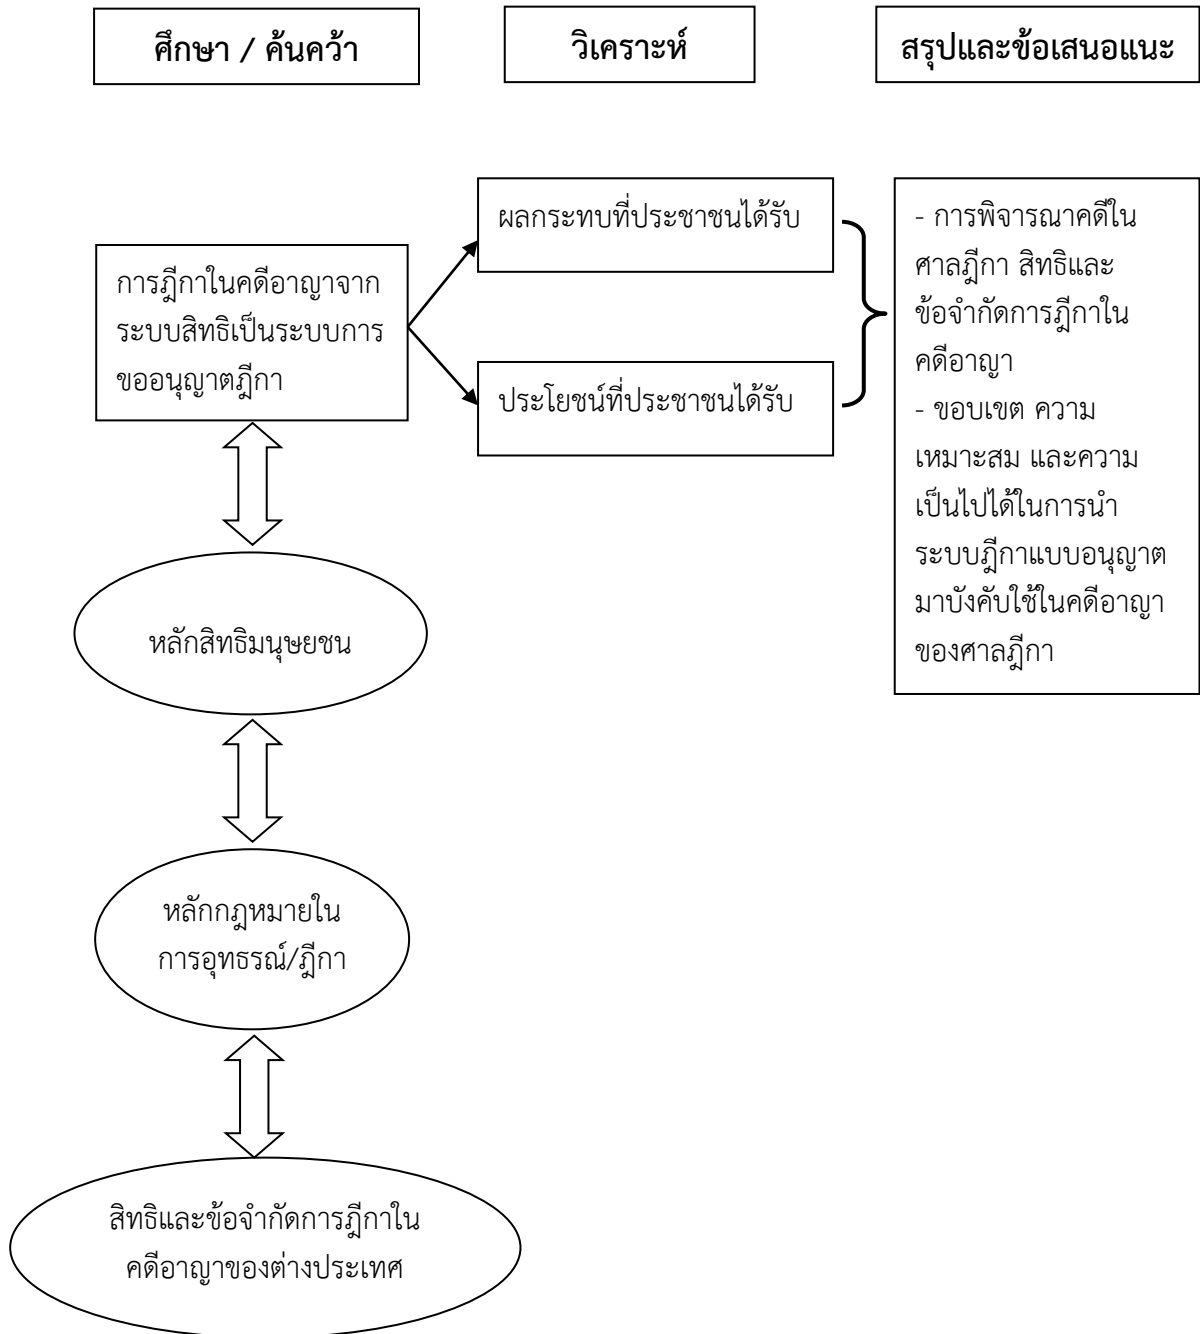 ศึกษา / ค้นคว้า
วิเคราะห์
สรุปและข้อเสนอแนะ
การฎีกาในคดีอาญาจาก
ระบบสิทธิเป็นระบบการ
ขออนุญาตฎีกา
ผลกระทบที่ประชาชนได้รับ
ประโยชน์ที่ประชาชนได้รับ
- การพิจารณาคดีใน
ศาลฎีกา สิทธิและ
ข้อจำกัดการฎีกาใน
คดีอาญา
- ขอบเขต ความ
เหมาะสม และความ
เป็นไปได้ในการนำ
ระบบฎีกาแบบอนุญาต
มาบังคับใช้ในคดีอาญา
ของศาลฎีกา
หลักสิทธิมนุษยชน
หลักกฎหมายใน
การอุทธรณ์/ฎีกา
สิทธิและข้อจำกัดการฎีกาใน
คดีอาญาของต่างประเทศ